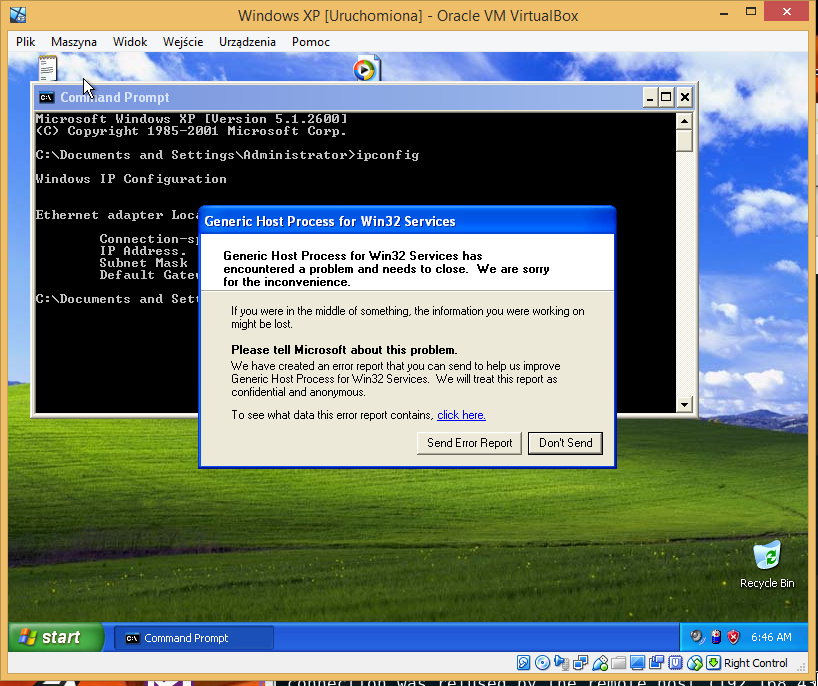 Windows XP [Uruchomiona] - Oracle VM VirtualBox
Plik Maszyna Widok Wejście Urządzenia Pomoc
Command Prompt
Microsoft Windows XP [Version 5.1.2600]
(C) Copyright 1985-2001 Microsoft Corp.
C:\Documents and Settings\Administrator>ipconfig
Windows IP Configuration
Ethernet adapter Loca
Connection-sp
IP Address.
Subnet Mask
Default Gatew
C:\Documents and Sett
Generic Host Process for Win32 Services
Generic Host Process for Win32 Services has
encountered a problem and needs to close. We are sorry
for the inconvenience.
If you were in the middle of something, the information you were working on
might be lost.
Please tell Microsoft about this problem.
We have created an error report that you can send to help us improve
Generic Host Process for Win32 Services. We will treat this report as
confidential and anonymous.
To see what data this error report contains, click here.
Send Error Report Don't Send
Recycle Bin
start Command Prompt 6:46 AM
Right Control
connection was refused by the remote host (192.168.43